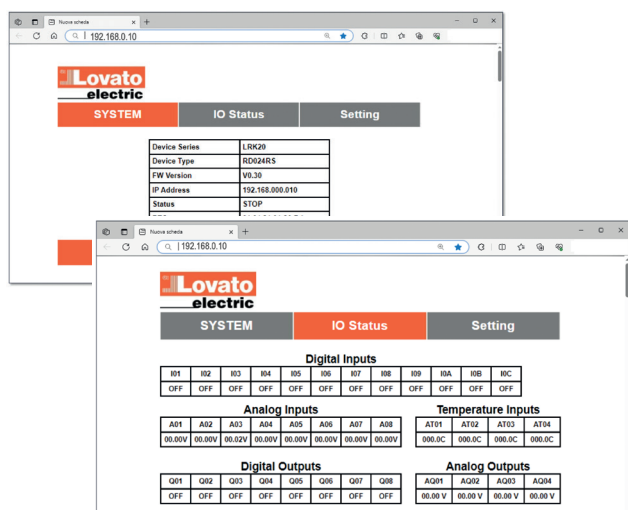 Nuova scheda
192.168.0.10
Lovato
electric
SYSTEM IO Status Setting
Device Series LRK20
Device Type RD024RS
FW Version V0.30
IP Address 192.168.000.010
Status STOP
Nuova scheda
192.168.0.10
Lovato
electric
SYSTEM IO Status Setting
Digital Inputs
I01 I02 I03 I04 I05 I06 I07 I08 I09 I0A I0B I0C
OFF OFF OFF OFF OFF OFF OFF OFF OFF OFF OFF OFF
Analog Inputs Temperature Inputs
A01 A02 A03 A04 A05 A06 A07 A08 AT01 AT02 AT03 AT04
00.00V 00.00V 00.02V 00.00V 00.00V 00.00V 00.00V 00.00V 000.0C 000.0C 000.0C 000.0C
Digital Outputs Analog Outputs
Q01 Q02 Q03 Q04 Q05 Q06 Q07 Q08 AQ01 AQ02 AQ03 AQ04
OFF OFF OFF OFF OFF OFF OFF OFF 00.00 V 00.00 V 00.00 V 00.00 V